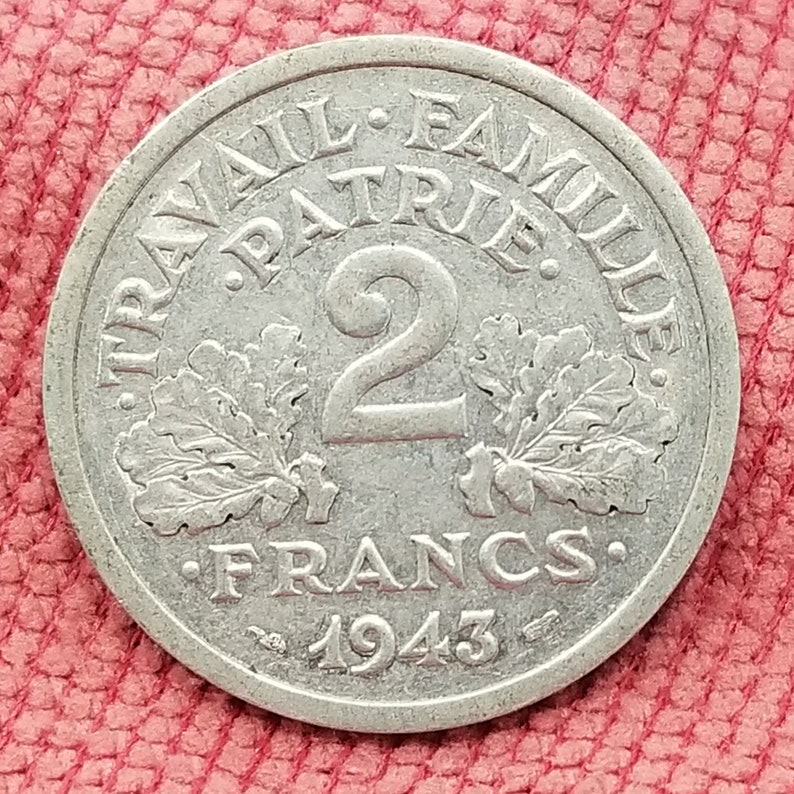 ·TRAVAIL·FAMILLE·
·PATRIE·
2
·FRANCS·
1943